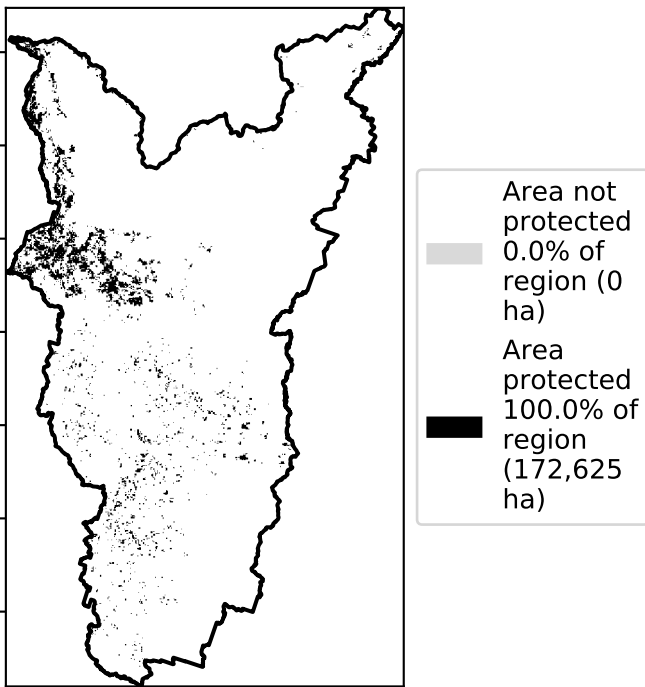 Area not
protected
0.0% of
region (0
ha)
Area
protected
100.0% of
region
(172,625
ha)